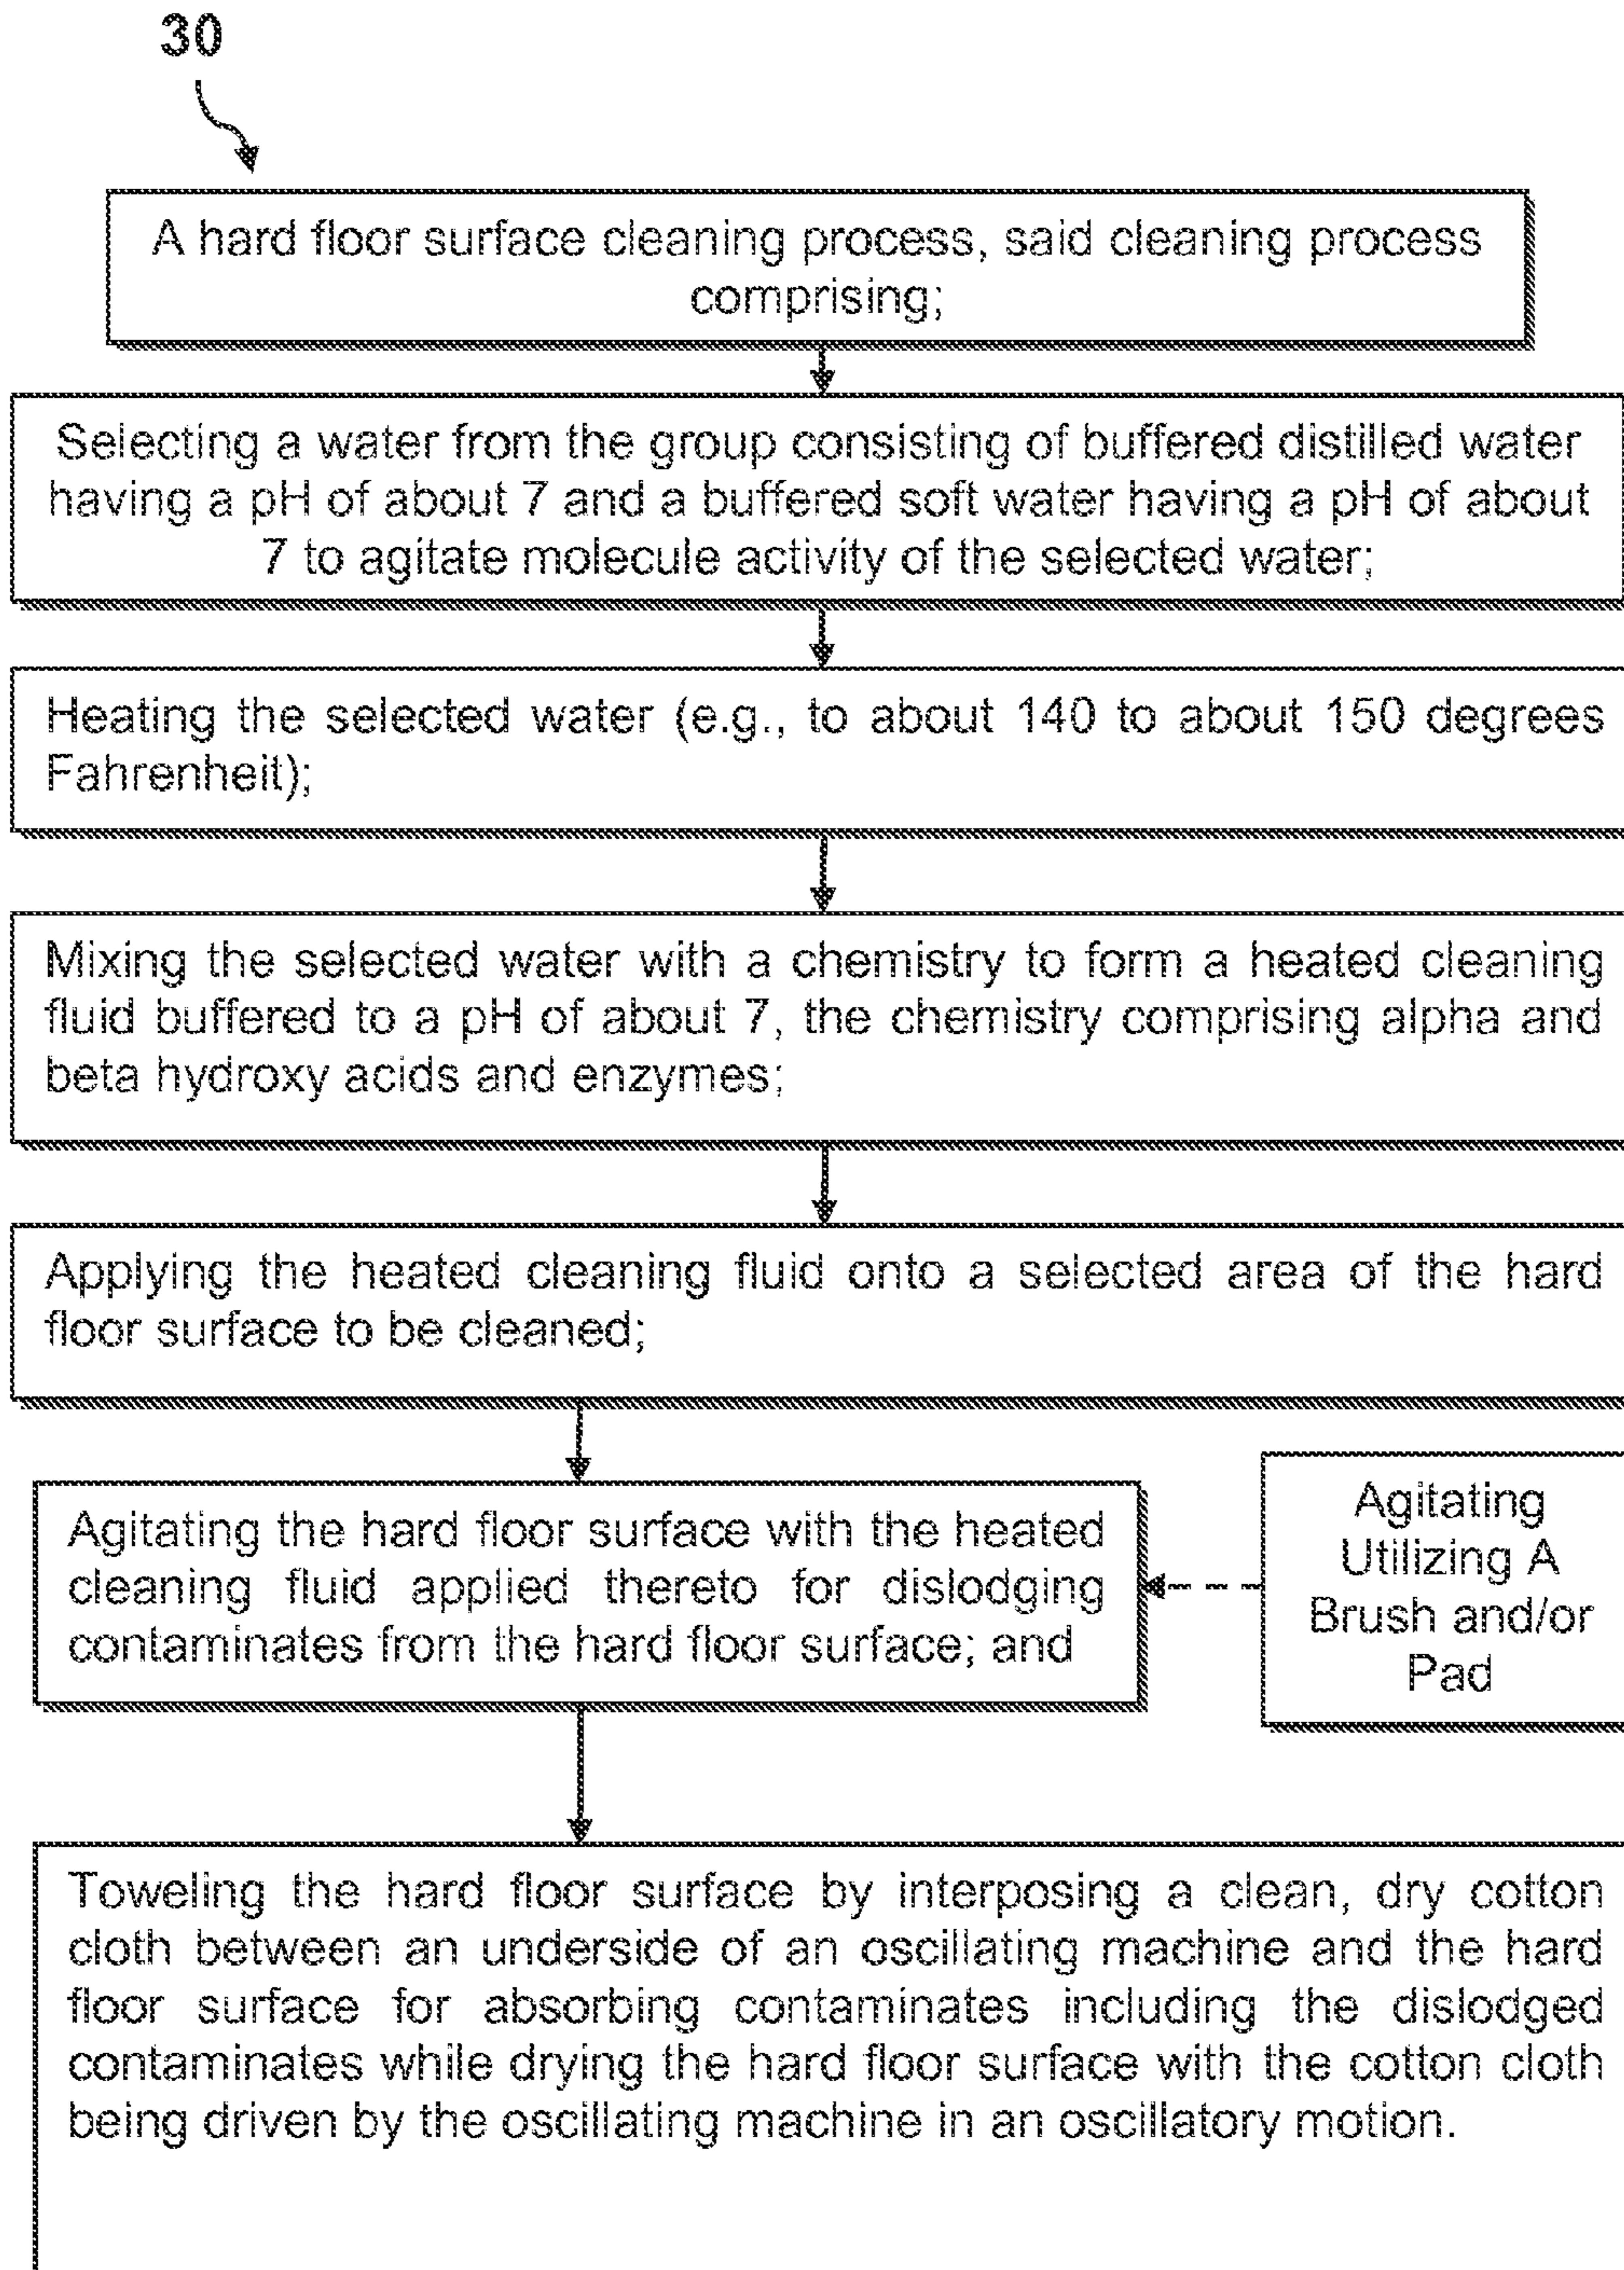 30
A hard floor surface cleaning process, said cleaning process
comprising;
Selecting a water from the group consisting of buffered distilled water
having a pH of about 7 and a buffered soft water having a pH of about
7 to agitate molecule activity of the selected water;
Heating the selected water (e.g., to about 140 to about 150 degrees
Fahrenheit);
Mixing the selected water with a chemistry to form a heated cleaning
fluid buffered to a pH of about 7, the chemistry comprising alpha and
beta hydroxy acids and enzymes;
Applying the heated cleaning fluid onto a selected area of the hard
floor surface to be cleaned;
Agitating the hard floor surface with the heated
cleaning fluid applied thereto for dislodging
contaminates from the hard floor surface; and
Agitating
Utilizing A
Brush and/or
Pad
Toweling the hard floor surface by interposing a clean, dry cotton
cloth between an underside of an oscillating machine and the hard
floor surface for absorbing contaminates including the dislodged
contaminates while drying the hard floor surface with the cotton cloth
being driven by the oscillating machine in an oscillatory motion.